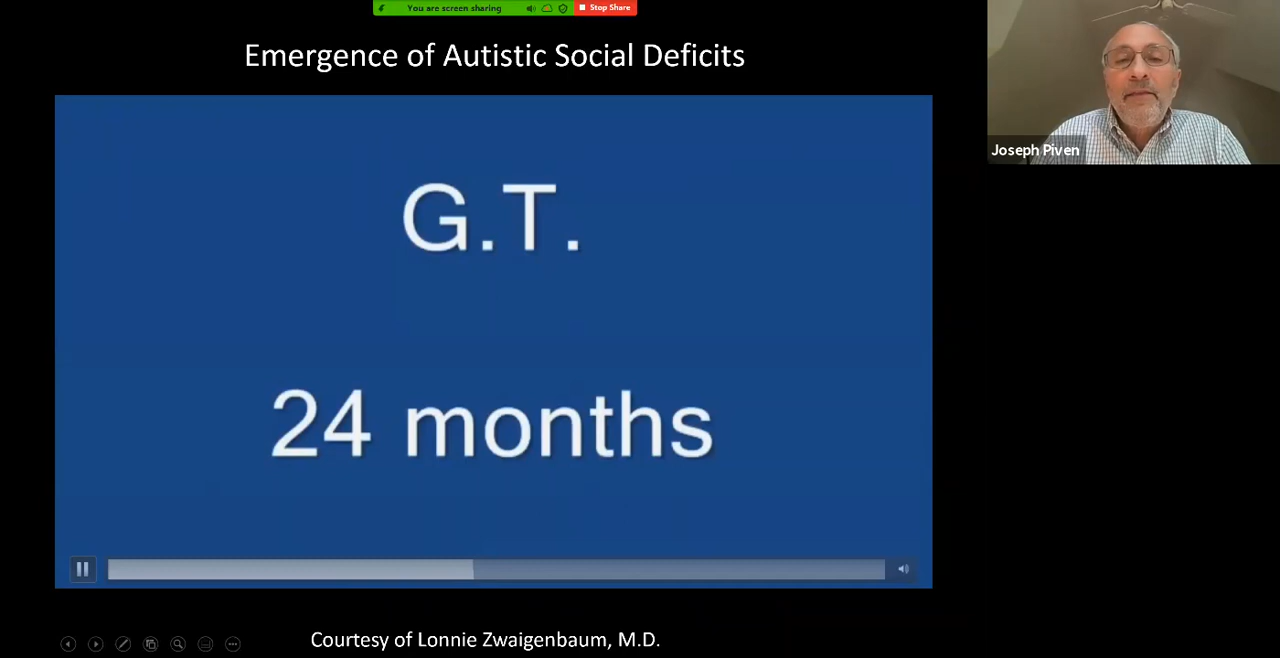 You are screen sharing
Stop Share
Emergence of Autistic Social Deficits
Joseph Piven
G.T.
24 months
Courtesy of Lonnie Zwaigenbaum, M.D.